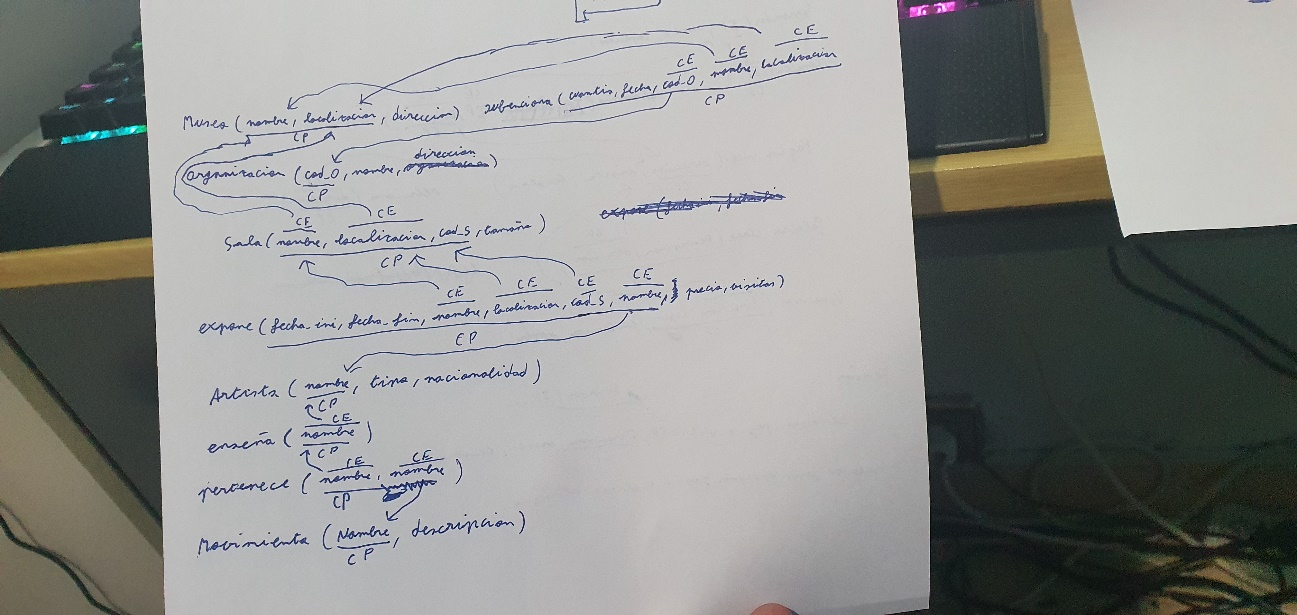 CE
CE CE
Museo (nombre, localizacion, direccion) subenciona (cuantia, fecha, cod_O, nombre, localizacion
CP CP
direccion
organizacion (cod_O, nombre, )
CP
CE CE
Sala (nombre, localizacion, cod_S, tamaño)
CP
CE CE CE CE
expone (fecha_ini, fecha_fin, nombre, localizacion, cod_S, nombre, precio, visitas)
CP
Artista (nombre, tipo, nacionalidad)
CP
CE
enseña (nombre)
CP
CE CE
pertenece (nombre, nombre)
CP
Movimiento (Nombre, descripcion)
CP